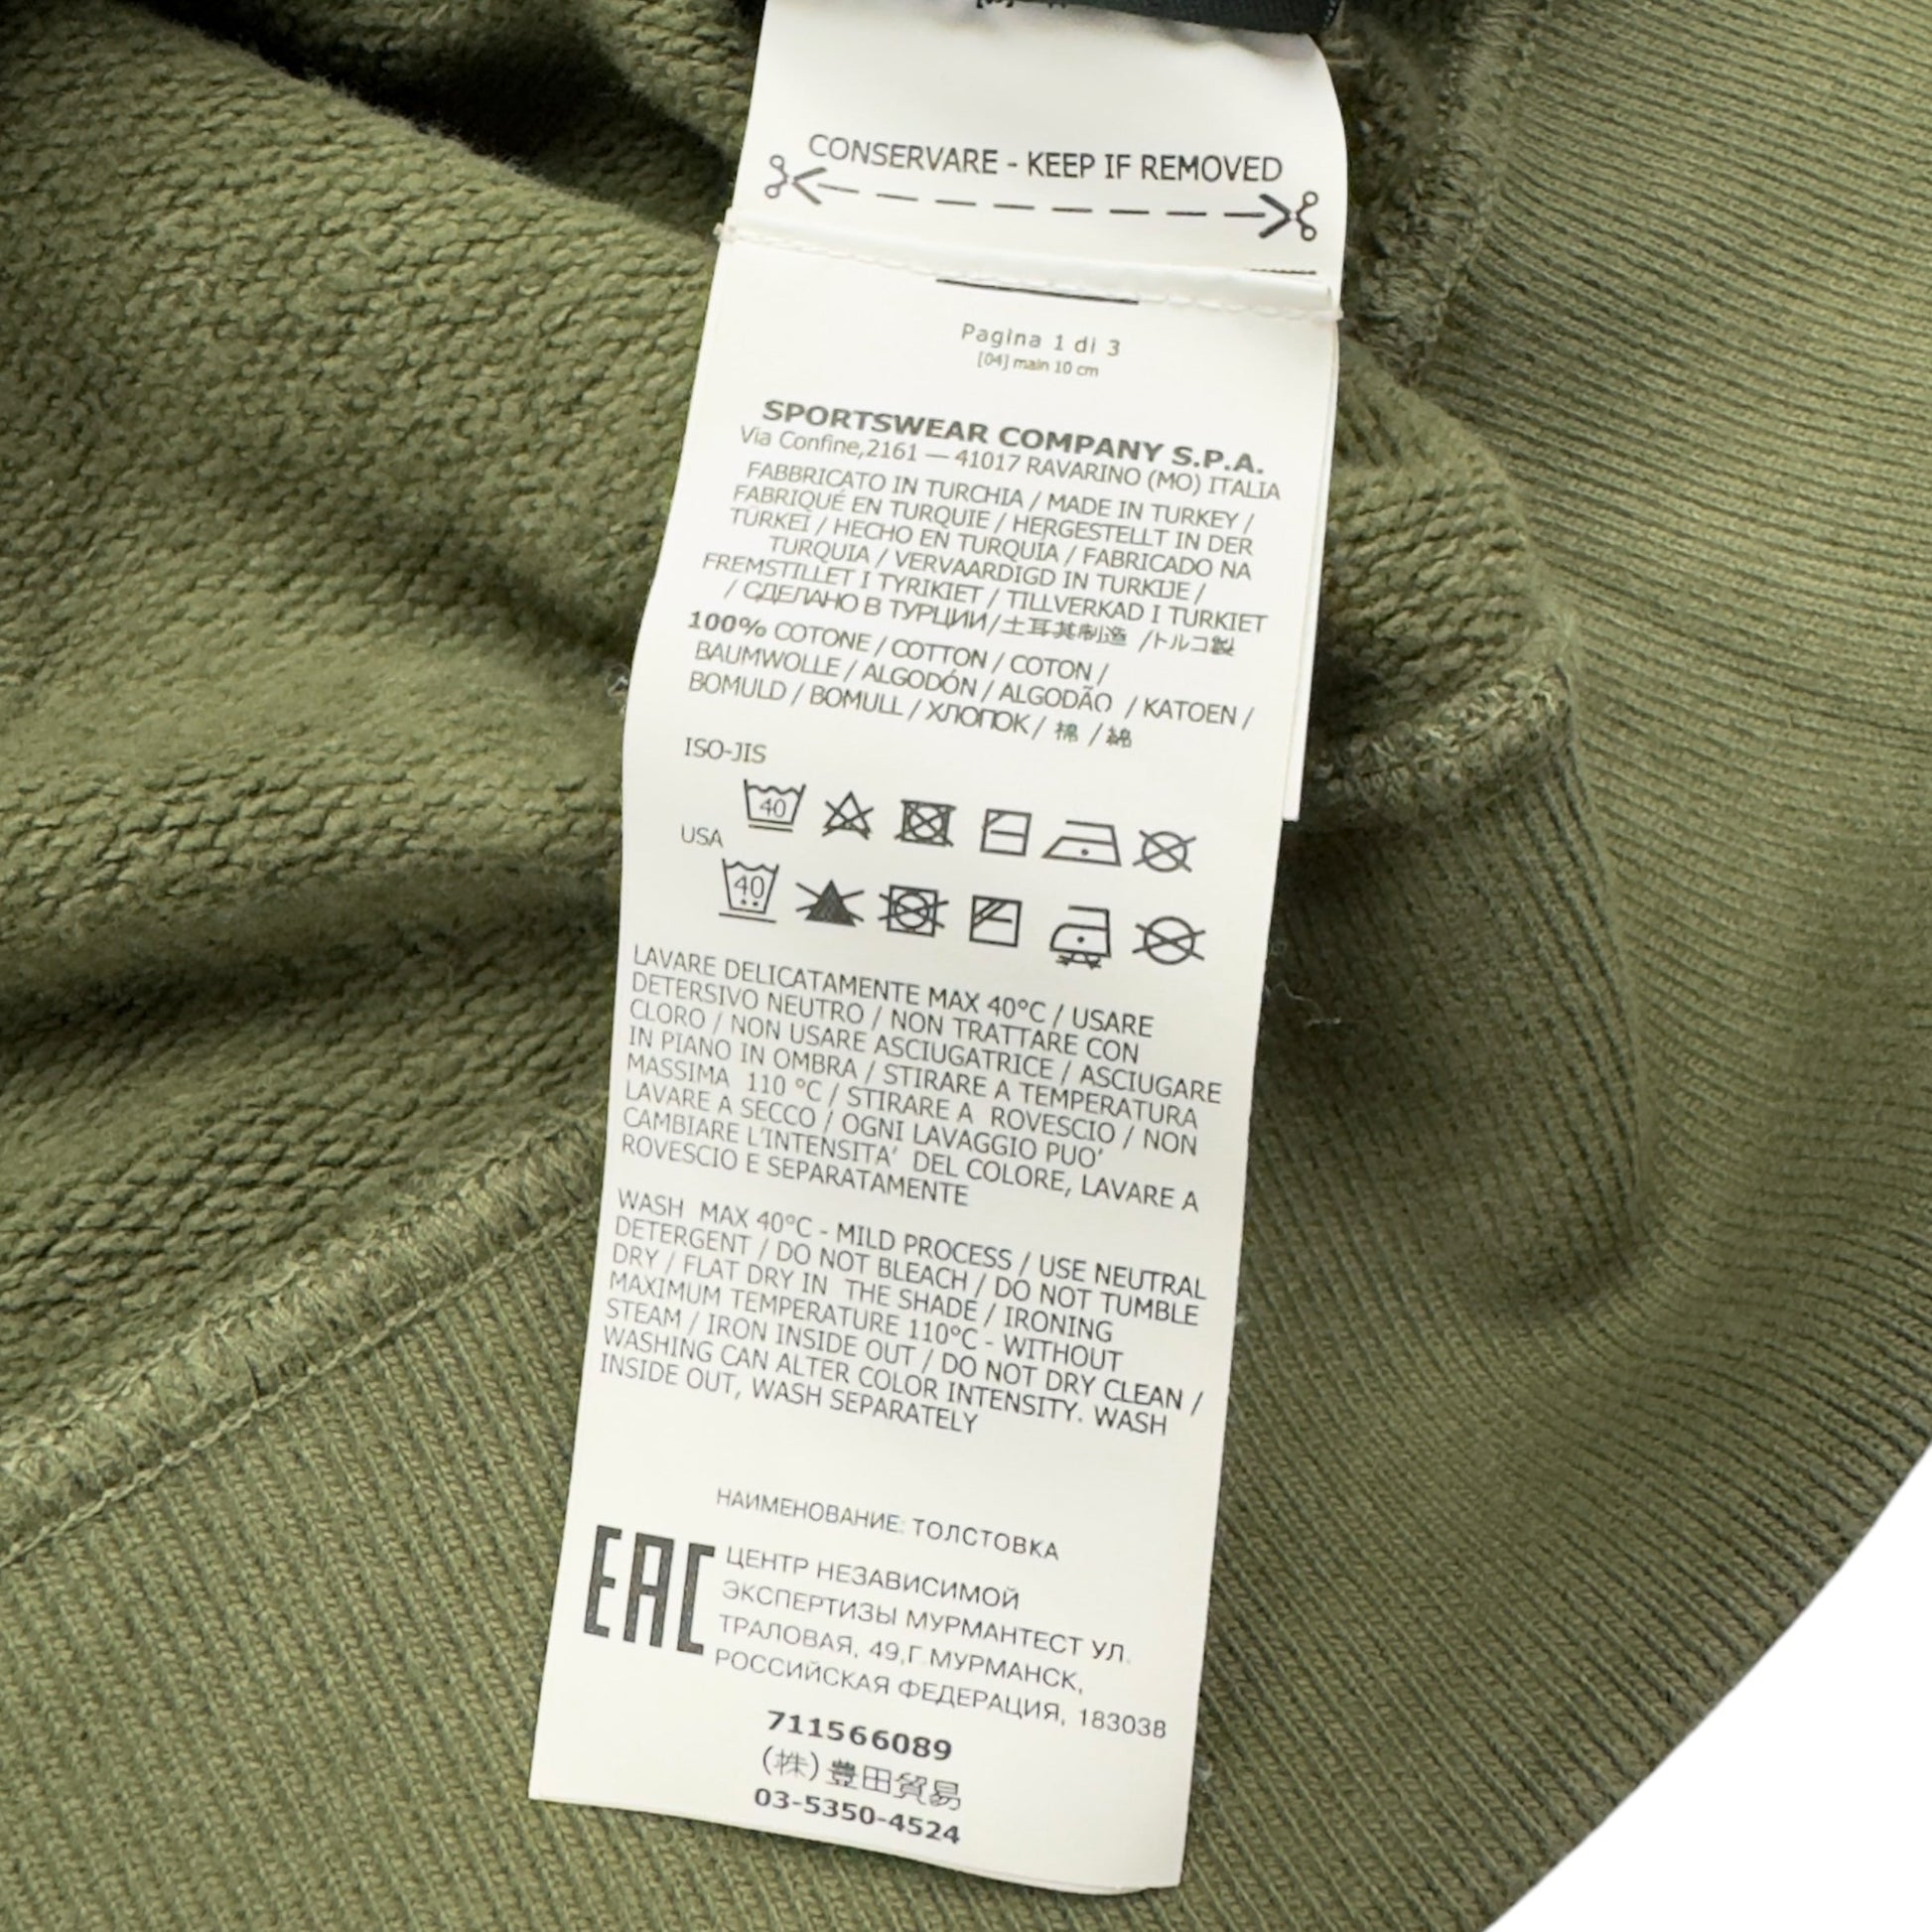 CONSERVARE - KEEP IF REMOVED
Pagina 1 di 3
[04] main 10 cm
SPORTSWEAR COMPANY S.P.A.
Via Confine,2161 — 41017 RAVARINO (MO) ITALIA
FABBRICATO IN TURCHIA / MADE IN TURKEY /
FABRIQUÉ EN TURQUIE / HERGESTELLT IN DER
TÜRKEI / HECHO EN TURQUÍA / FABRICADO NA
TURQUIA / VERVAARDIGD IN TURKIJE /
FREMSTILLET I TYRIKIET / TILLVERKAD I TURKIET
/ СДЕЛАНО В ТУРЦИИ/土耳其制造 /トルコ製
100% COTONE / COTTON / COTON /
BAUMWOLLE / ALGODÓN / ALGODÃO / KATOEN /
BOMULD / BOMULL / ХЛОПОК / 棉 / 綿
ISO-JIS
40
USA
40
LAVARE DELICATAMENTE MAX 40°C / USARE
DETERSIVO NEUTRO / NON TRATTARE CON
CLORO / NON USARE ASCIUGATRICE / ASCIUGARE
IN PIANO IN OMBRA / STIRARE A TEMPERATURA
MASSIMA 110 °C / STIRARE A ROVESCIO / NON
LAVARE A SECCO / OGNI LAVAGGIO PUO'
CAMBIARE L'INTENSITA' DEL COLORE, LAVARE A
ROVESCIO E SEPARATAMENTE
WASH MAX 40°C - MILD PROCESS / USE NEUTRAL
DETERGENT / DO NOT BLEACH / DO NOT TUMBLE
DRY / FLAT DRY IN THE SHADE / IRONING
MAXIMUM TEMPERATURE 110°C - WITHOUT
STEAM / IRON INSIDE OUT / DO NOT DRY CLEAN /
WASHING CAN ALTER COLOR INTENSITY. WASH
INSIDE OUT, WASH SEPARATELY
НАИМЕНОВАНИЕ: ТОЛСТОВКА
EAC
ЦЕНТР НЕЗАВИСИМОЙ
ЭКСПЕРТИЗЫ МУРМАНТЕСТ УЛ.
ТРАЛОВАЯ, 49,Г.МУРМАНСК,
РОССИЙСКАЯ ФЕДЕРАЦИЯ, 183038
711566089
(株)豊田貿易
03-5350-4524